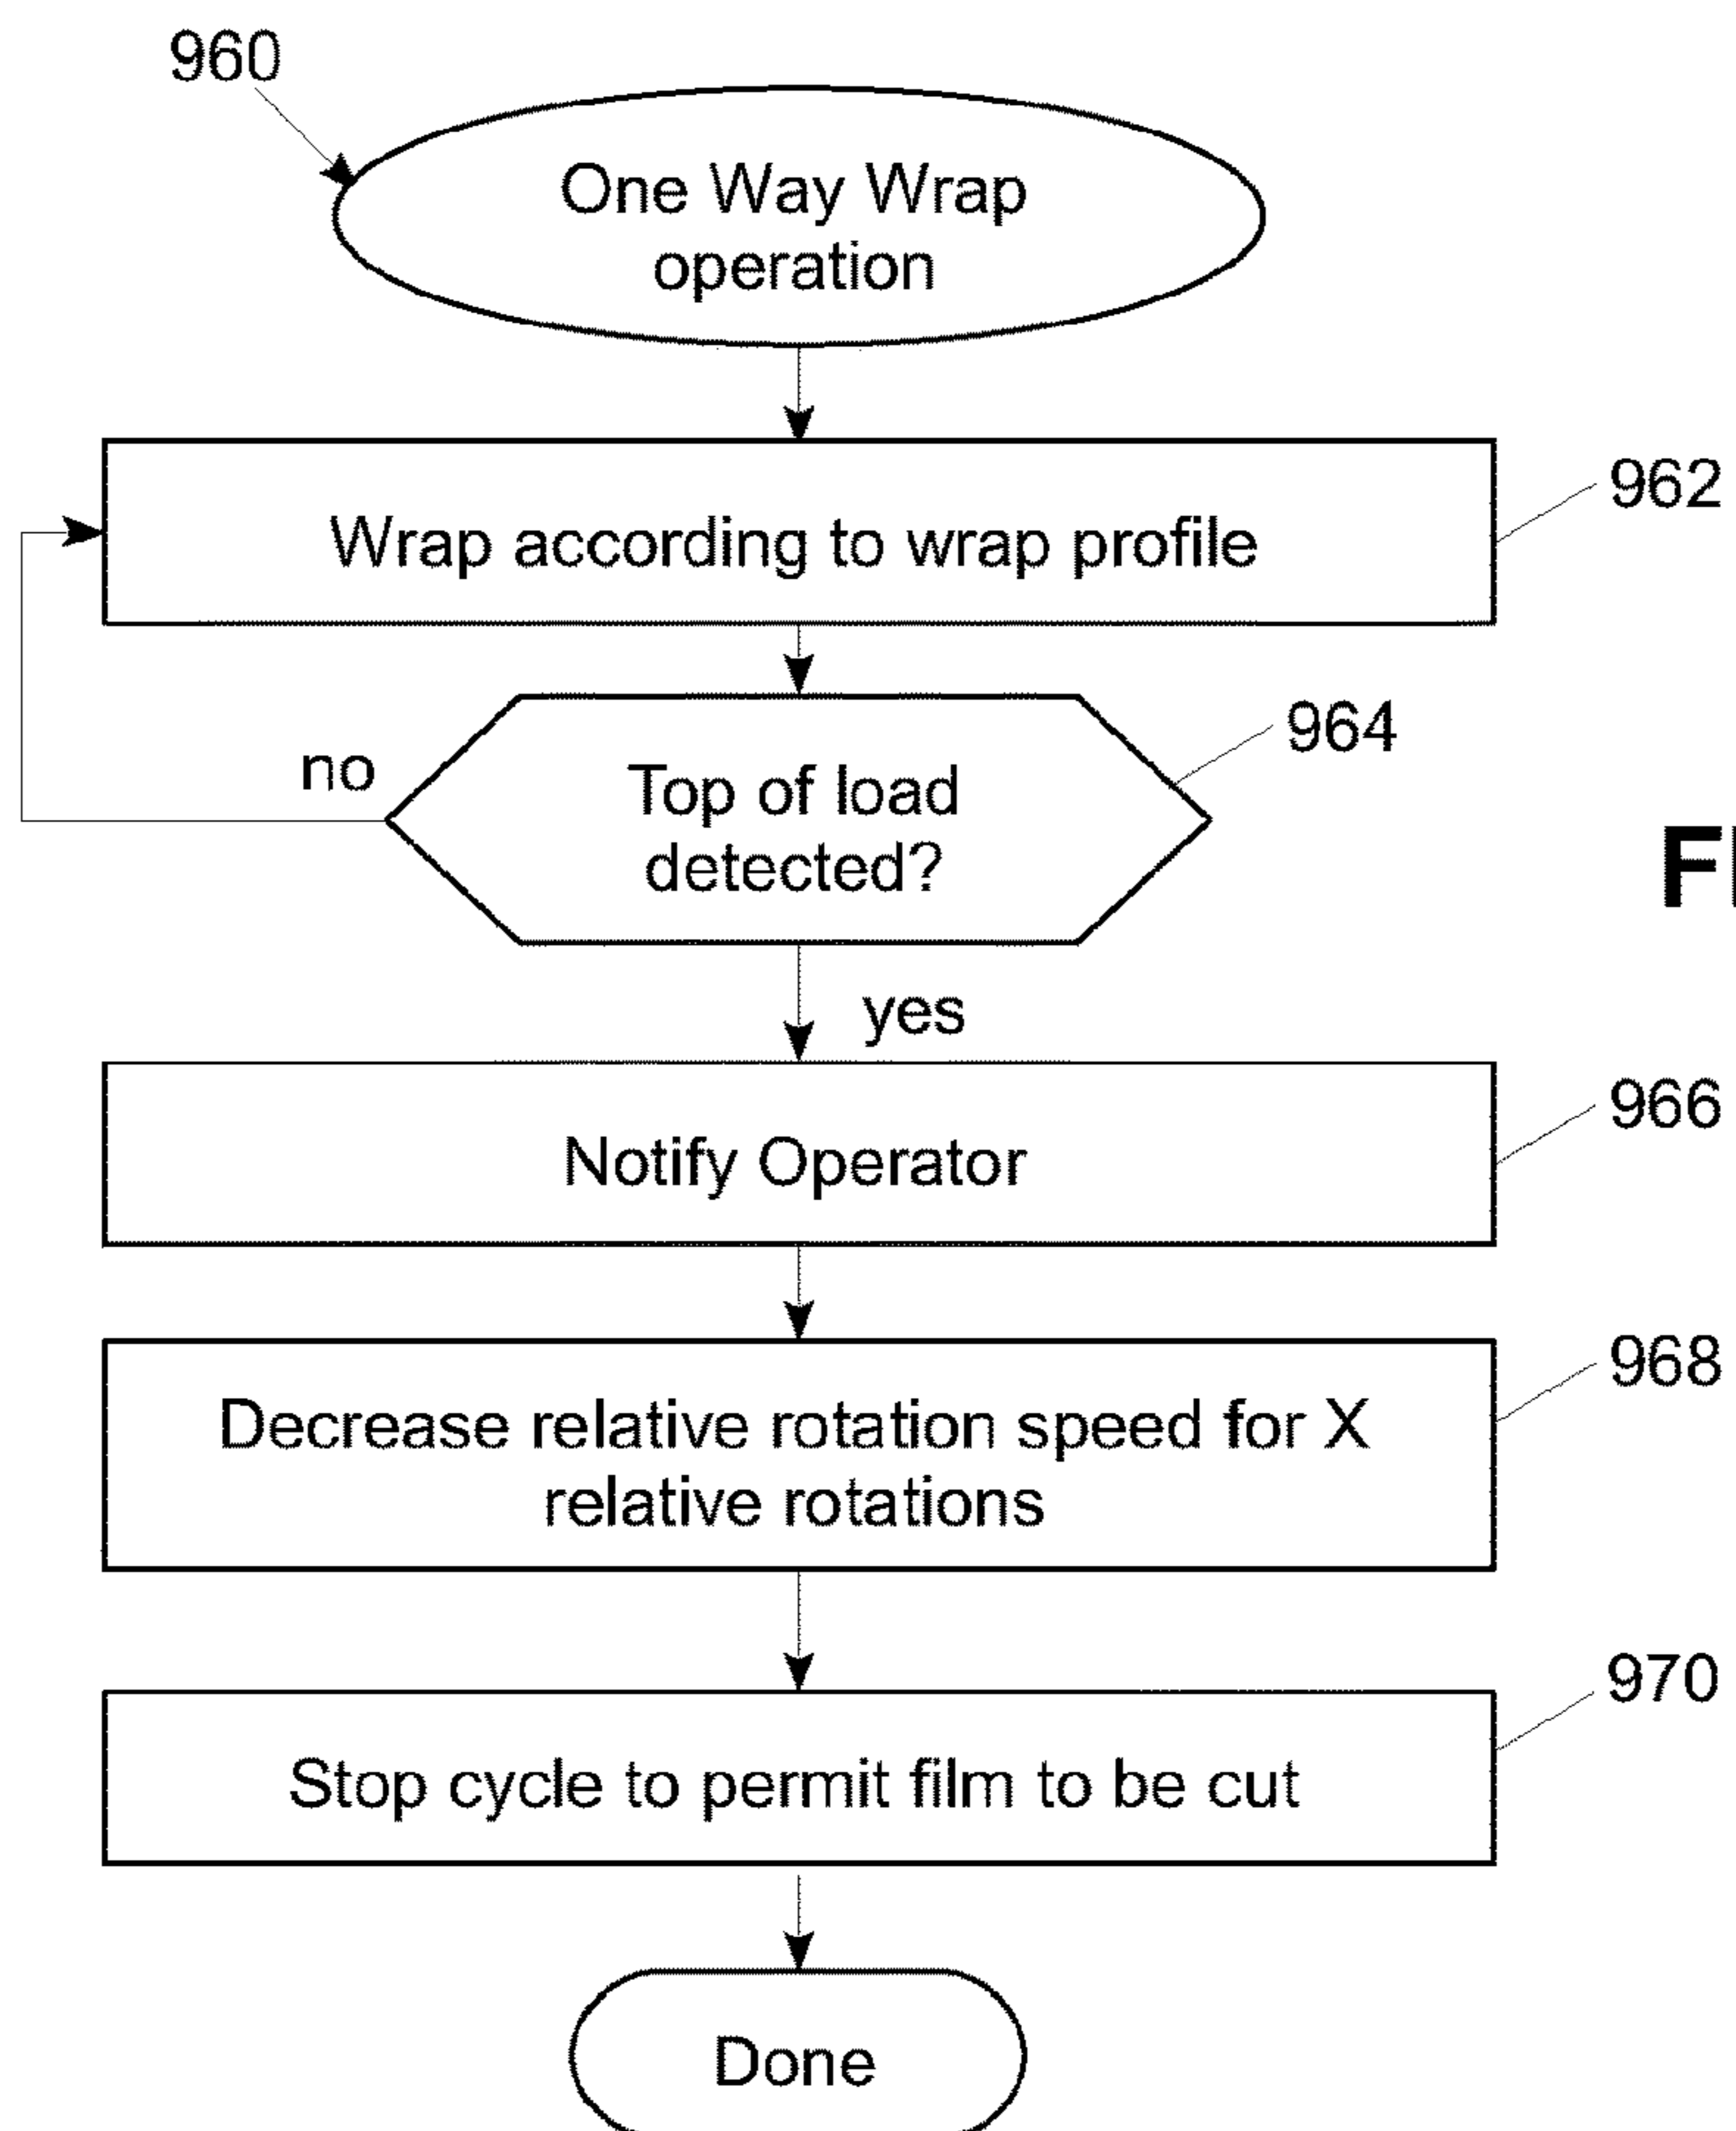 960
One Way Wrap
operation
962
Wrap according to wrap profile
964
no
Top of load
detected?
yes
966
Notify Operator
968
Decrease relative rotation speed for X
relative rotations
970
Stop cycle to permit film to be cut
Done